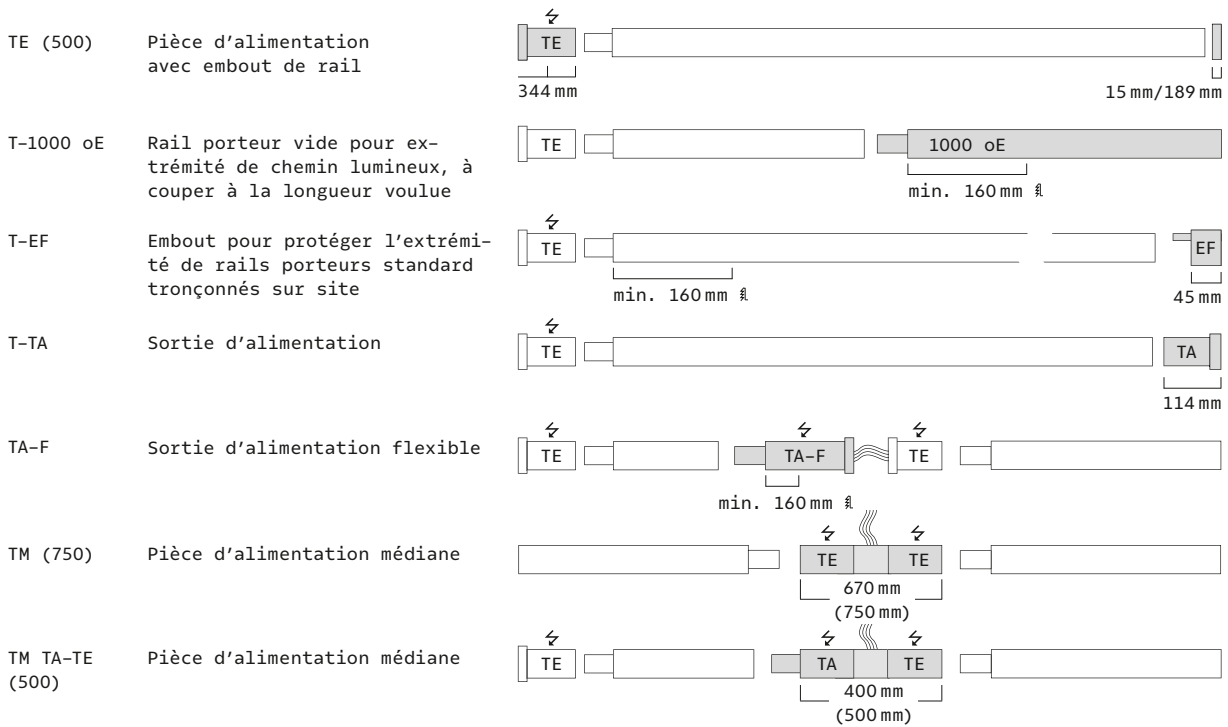 TE (500)
Pièce d'alimentation
avec embout de rail
TE
344 mm
15 mm/189 mm
T-1000 oE
Rail porteur vide pour ex-
trémité de chemin lumineux, à
couper à la longueur voulue
TE
1000 oE
min. 160 mm
T-EF
Embout pour protéger l'extrémi-
té de rails porteurs standard
tronçonnés sur site
TE
EF
min. 160 mm
45 mm
T-TA
Sortie d'alimentation
TE
TA
114 mm
TA-F
Sortie d'alimentation flexible
TE
TA-F
TE
min. 160 mm
TM (750)
Pièce d'alimentation médiane
TE
TE
670 mm
(750 mm)
TM TA-TE
(500)
Pièce d'alimentation médiane
TE
TA
TE
400 mm
(500 mm)